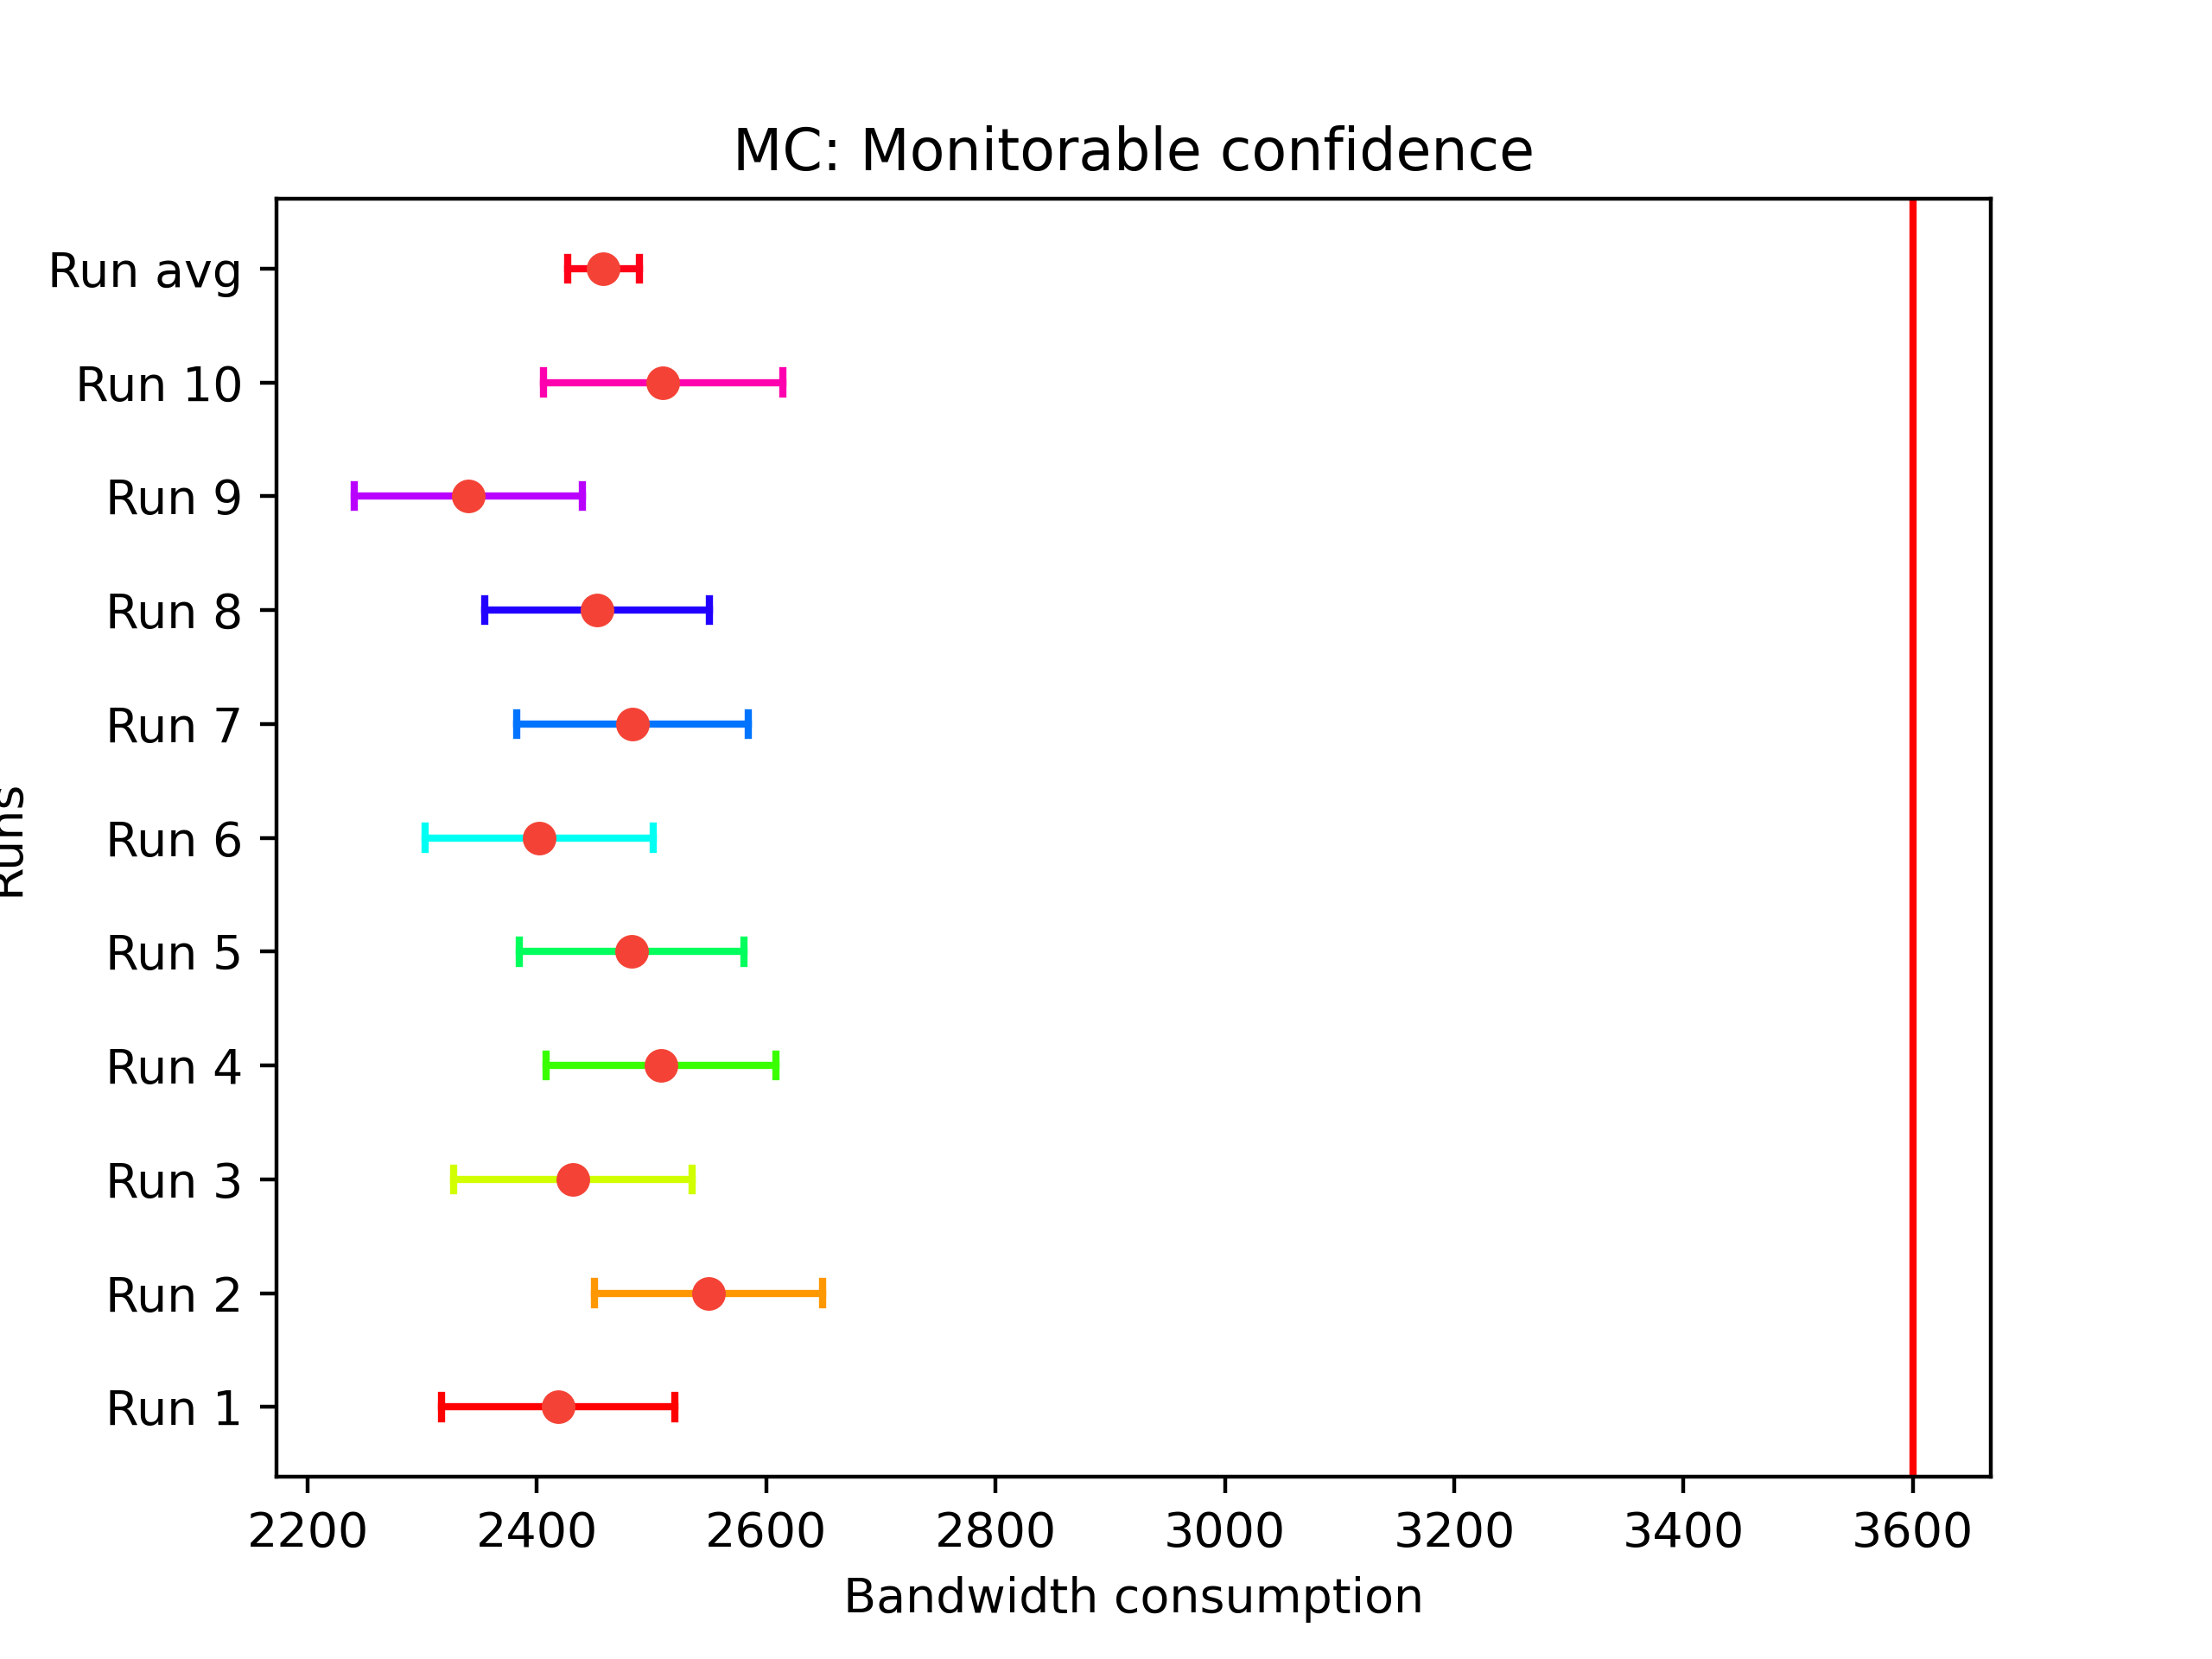 MC: Monitorable confidence
Run avg
Run 10
Run 9
Run 8
Run 7
Run 6
Run 5
Run 4
Run 3
Run 2
Run 1
Runs
2200 2400 2600 2800 3000 3200 3400 3600
Bandwidth consumption